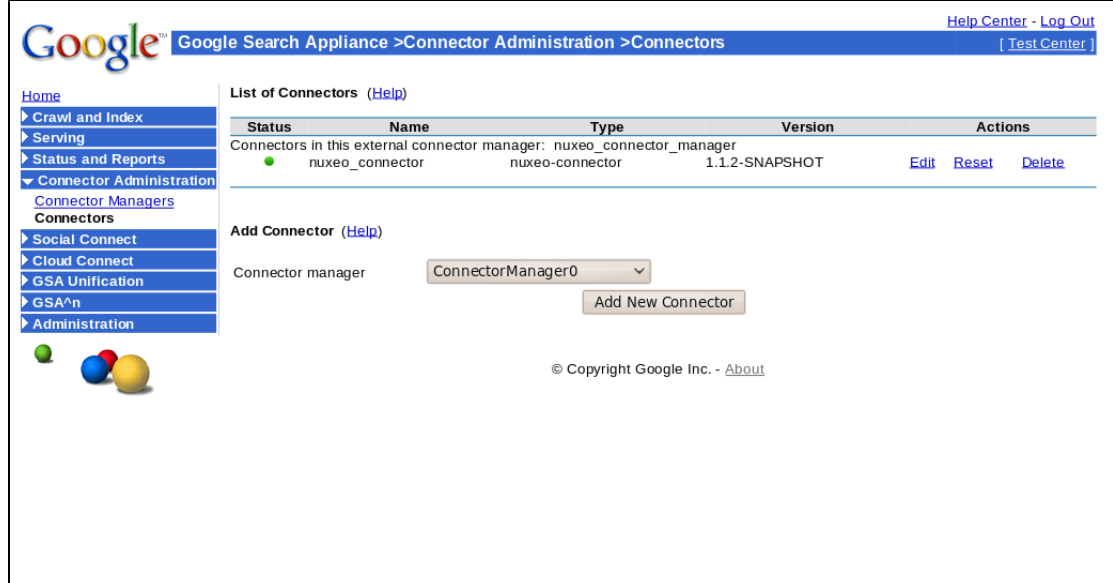 Help Center - Log Out
Google™ Google Search Appliance >Connector Administration >Connectors [ Test Center ]
Home
Crawl and Index
Serving
Status and Reports
Connector Administration
Connector Managers
Connectors
Social Connect
Cloud Connect
GSA Unification
GSA^n
Administration
List of Connectors (Help)
Status Name Type Version Actions
Connectors in this external connector manager: nuxeo_connector_manager
nuxeo_connector nuxeo-connector 1.1.2-SNAPSHOT Edit Reset Delete
Add Connector (Help)
Connector manager ConnectorManager0
Add New Connector
© Copyright Google Inc. - About